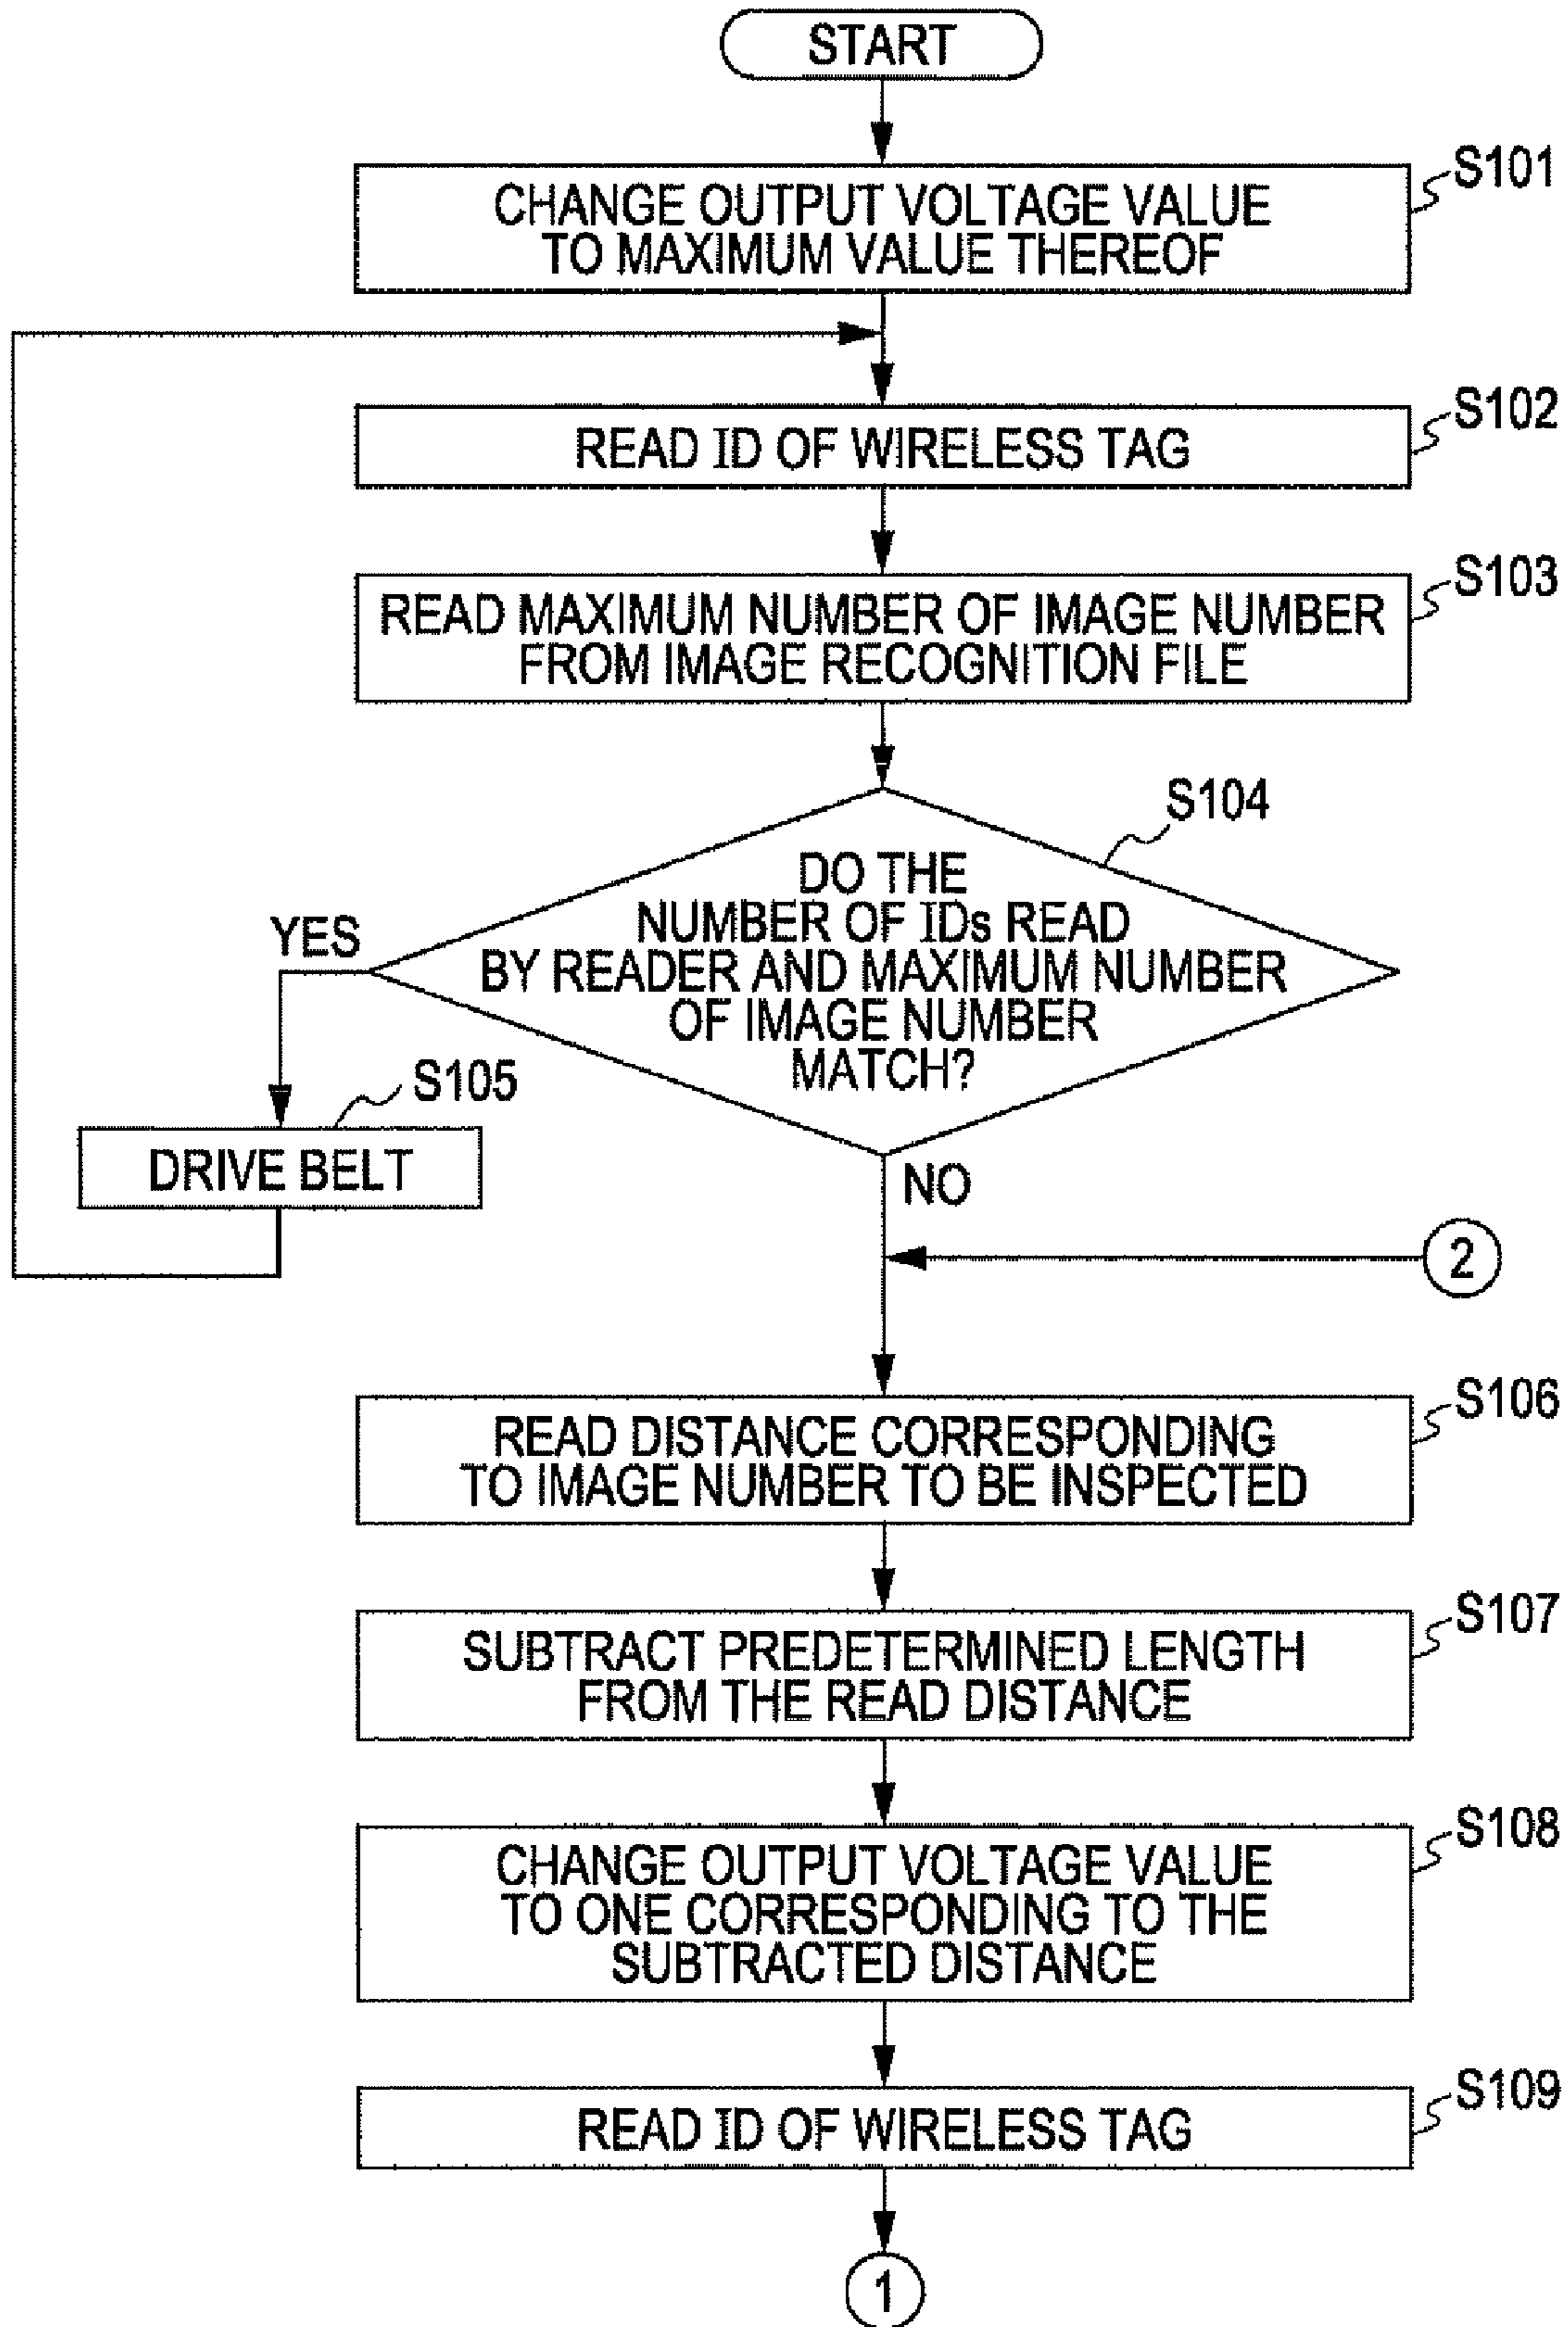 START
S101
CHANGE OUTPUT VOLTAGE VALUE
TO MAXIMUM VALUE THEREOF
S102
READ ID OF WIRELESS TAG
S103
READ MAXIMUM NUMBER OF IMAGE NUMBER
FROM IMAGE RECOGNITION FILE
S104
DO THE
NUMBER OF IDs READ
BY READER AND MAXIMUM NUMBER
OF IMAGE NUMBER
MATCH?
YES
S105
DRIVE BELT
NO
2
S106
READ DISTANCE CORRESPONDING
TO IMAGE NUMBER TO BE INSPECTED
S107
SUBTRACT PREDETERMINED LENGTH
FROM THE READ DISTANCE
S108
CHANGE OUTPUT VOLTAGE VALUE
TO ONE CORRESPONDING TO THE
SUBTRACTED DISTANCE
S109
READ ID OF WIRELESS TAG
1